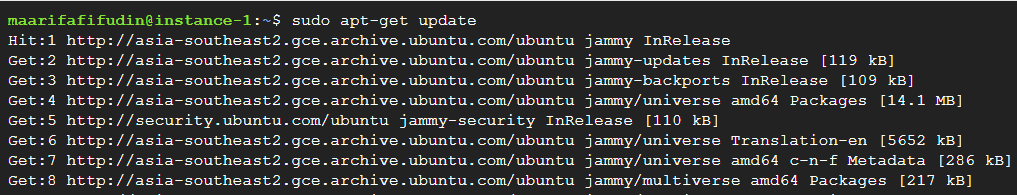 maarifafifudin@instance-1:~$ sudo apt-get update
Hit:1 http://asia-southeast2.gce.archive.ubuntu.com/ubuntu jammy InRelease
Get:2 http://asia-southeast2.gce.archive.ubuntu.com/ubuntu jammy-updates InRelease [119 kB]
Get:3 http://asia-southeast2.gce.archive.ubuntu.com/ubuntu jammy-backports InRelease [109 kB]
Get:4 http://asia-southeast2.gce.archive.ubuntu.com/ubuntu jammy/universe amd64 Packages [14.1 MB]
Get:5 http://security.ubuntu.com/ubuntu jammy-security InRelease [110 kB]
Get:6 http://asia-southeast2.gce.archive.ubuntu.com/ubuntu jammy/universe Translation-en [5652 kB]
Get:7 http://asia-southeast2.gce.archive.ubuntu.com/ubuntu jammy/universe amd64 c-n-f Metadata [286 kB]
Get:8 http://asia-southeast2.gce.archive.ubuntu.com/ubuntu jammy/multiverse amd64 Packages [217 kB]